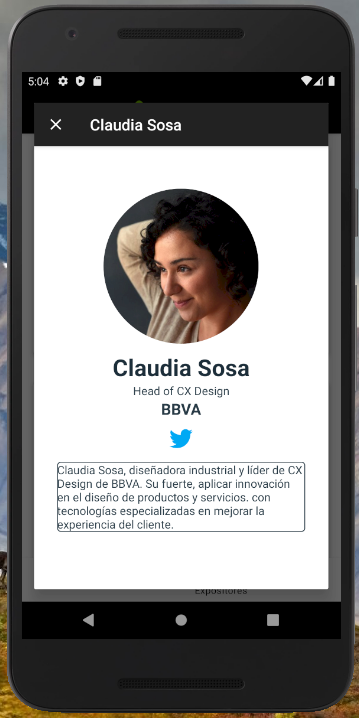 5:04
Claudia Sosa
Claudia Sosa
Head of CX Design
BBVA
Claudia Sosa, diseñadora industrial y líder de CX
Design de BBVA. Su fuerte, aplicar innovación
en el diseño de productos y servicios. con
tecnologías especializadas en mejorar la
experiencia del cliente.
Expositores